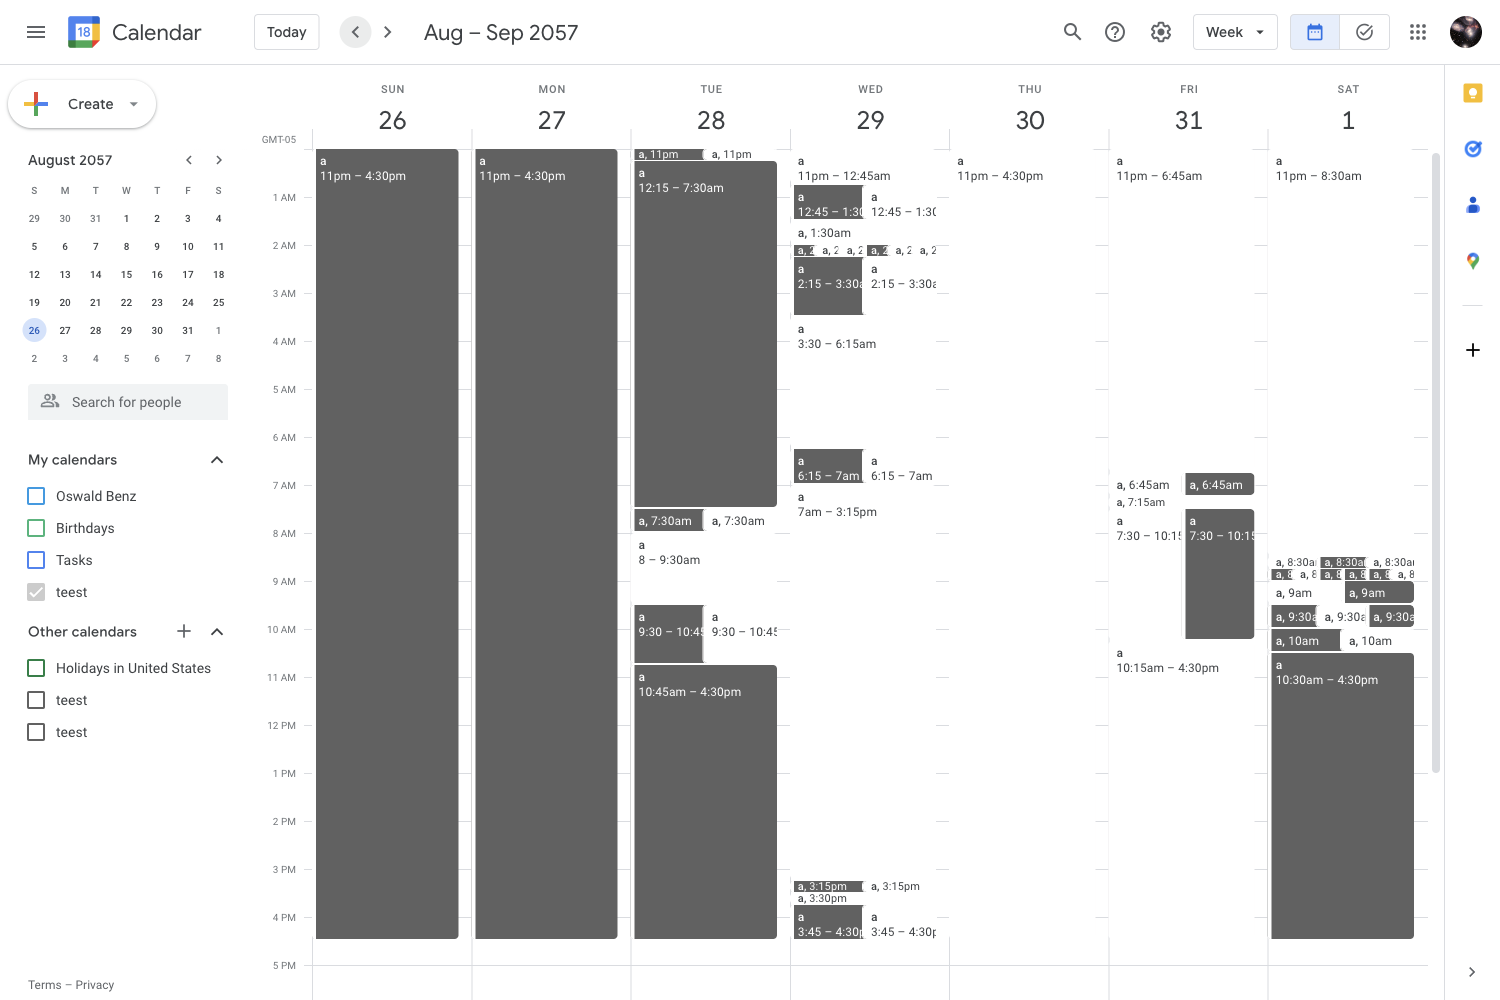 18 Calendar Today Aug – Sep 2057 Week
Create
August 2057
S M T W T F S
29 30 31 1 2 3 4
5 6 7 8 9 10 11
12 13 14 15 16 17 18
19 20 21 22 23 24 25
26 27 28 29 30 31 1
2 3 4 5 6 7 8
Search for people
My calendars
Oswald Benz
Birthdays
Tasks
teest
Other calendars
Holidays in United States
teest
teest
Terms – Privacy
SUN MON TUE WED THU FRI SAT
26 27 28 29 30 31 1
GMT-05
1 AM
2 AM
3 AM
4 AM
5 AM
6 AM
7 AM
8 AM
9 AM
10 AM
11 AM
12 PM
1 PM
2 PM
3 PM
4 PM
5 PM
a
11pm – 4:30pm
a
11pm – 4:30pm
a, 11pm a, 11pm
a
12:15 – 7:30am
a, 7:30am a, 7:30am
a
8 – 9:30am
a a
9:30 – 10:45 9:30 – 10:45
a
10:45am – 4:30pm
a
11pm – 12:45am
a a
12:45 – 1:30 12:45 – 1:30
a, 1:30am
a, 2 a, 2 a, 2 a, 2 a, 2 a, 2
a a
2:15 – 3:30a 2:15 – 3:30a
a
3:30 – 6:15am
a a
6:15 – 7am 6:15 – 7am
a
7am – 3:15pm
a, 3:15pm a, 3:15pm
a, 3:30pm
a a
3:45 – 4:30p 3:45 – 4:30p
a
11pm – 4:30pm
a
11pm – 6:45am
a, 6:45am a, 6:45am
a, 7:15am
a a
7:30 – 10:15 7:30 – 10:15
a
10:15am – 4:30pm
a
11pm – 8:30am
a, 8:30a a, 8:30a a, 8:30a
a, 8 a, 8 a, 8 a, 8 a, 8 a, 8
a, 9am a, 9am
a, 9:30a a, 9:30a a, 9:30a
a, 10am a, 10am
a
10:30am – 4:30pm